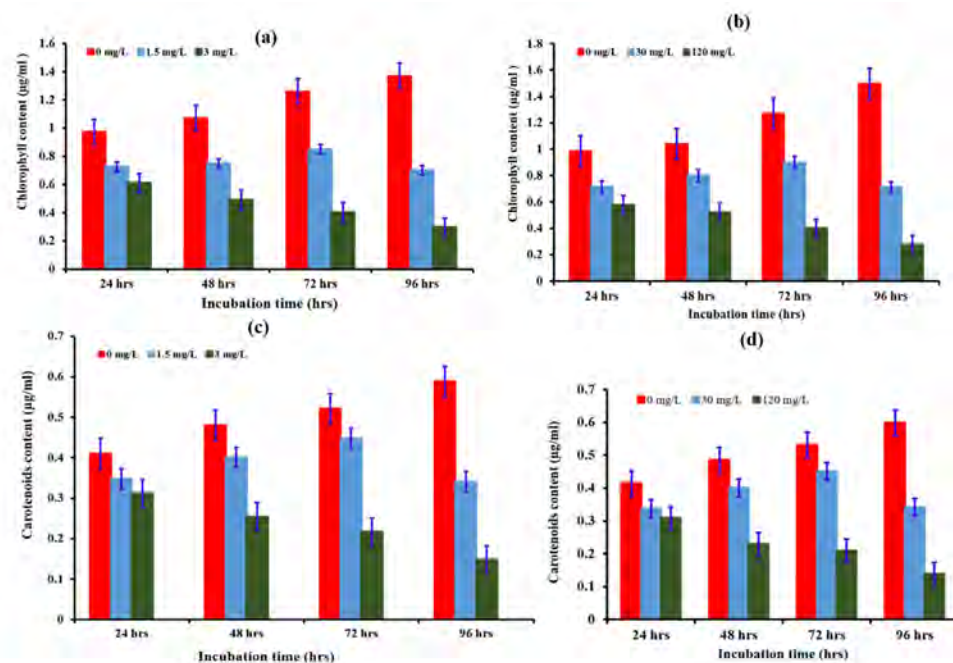 (a)
0 mg/L 1.5 mg/L 3 mg/L
Chlorophyll content (µg/ml)
1.6
1.4
1.2
1
0.8
0.6
0.4
0.2
0
24 hrs 48 hrs 72 hrs 96 hrs
Incubation time (hrs)
(b)
0 mg/L 30 mg/L 120 mg/L
Chlorophyll content (µg/ml)
1.8
1.6
1.4
1.2
1
0.8
0.6
0.4
0.2
0
24 hrs 48 hrs 72 hrs 96 hrs
Incubation time (hrs)
(c)
0 mg/L 1.5 mg/L 3 mg/L
Carotenoids content (µg/ml)
0.7
0.6
0.5
0.4
0.3
0.2
0.1
0
24 hrs 48 hrs 72 hrs 96 hrs
Incubation time (hrs)
(d)
0 mg/L 30 mg/L 120 mg/L
Carotenoids content (µg/ml)
0.7
0.6
0.5
0.4
0.3
0.2
0.1
0
24 hrs 48 hrs 72 hrs 96 hrs
Incubation time (hrs)